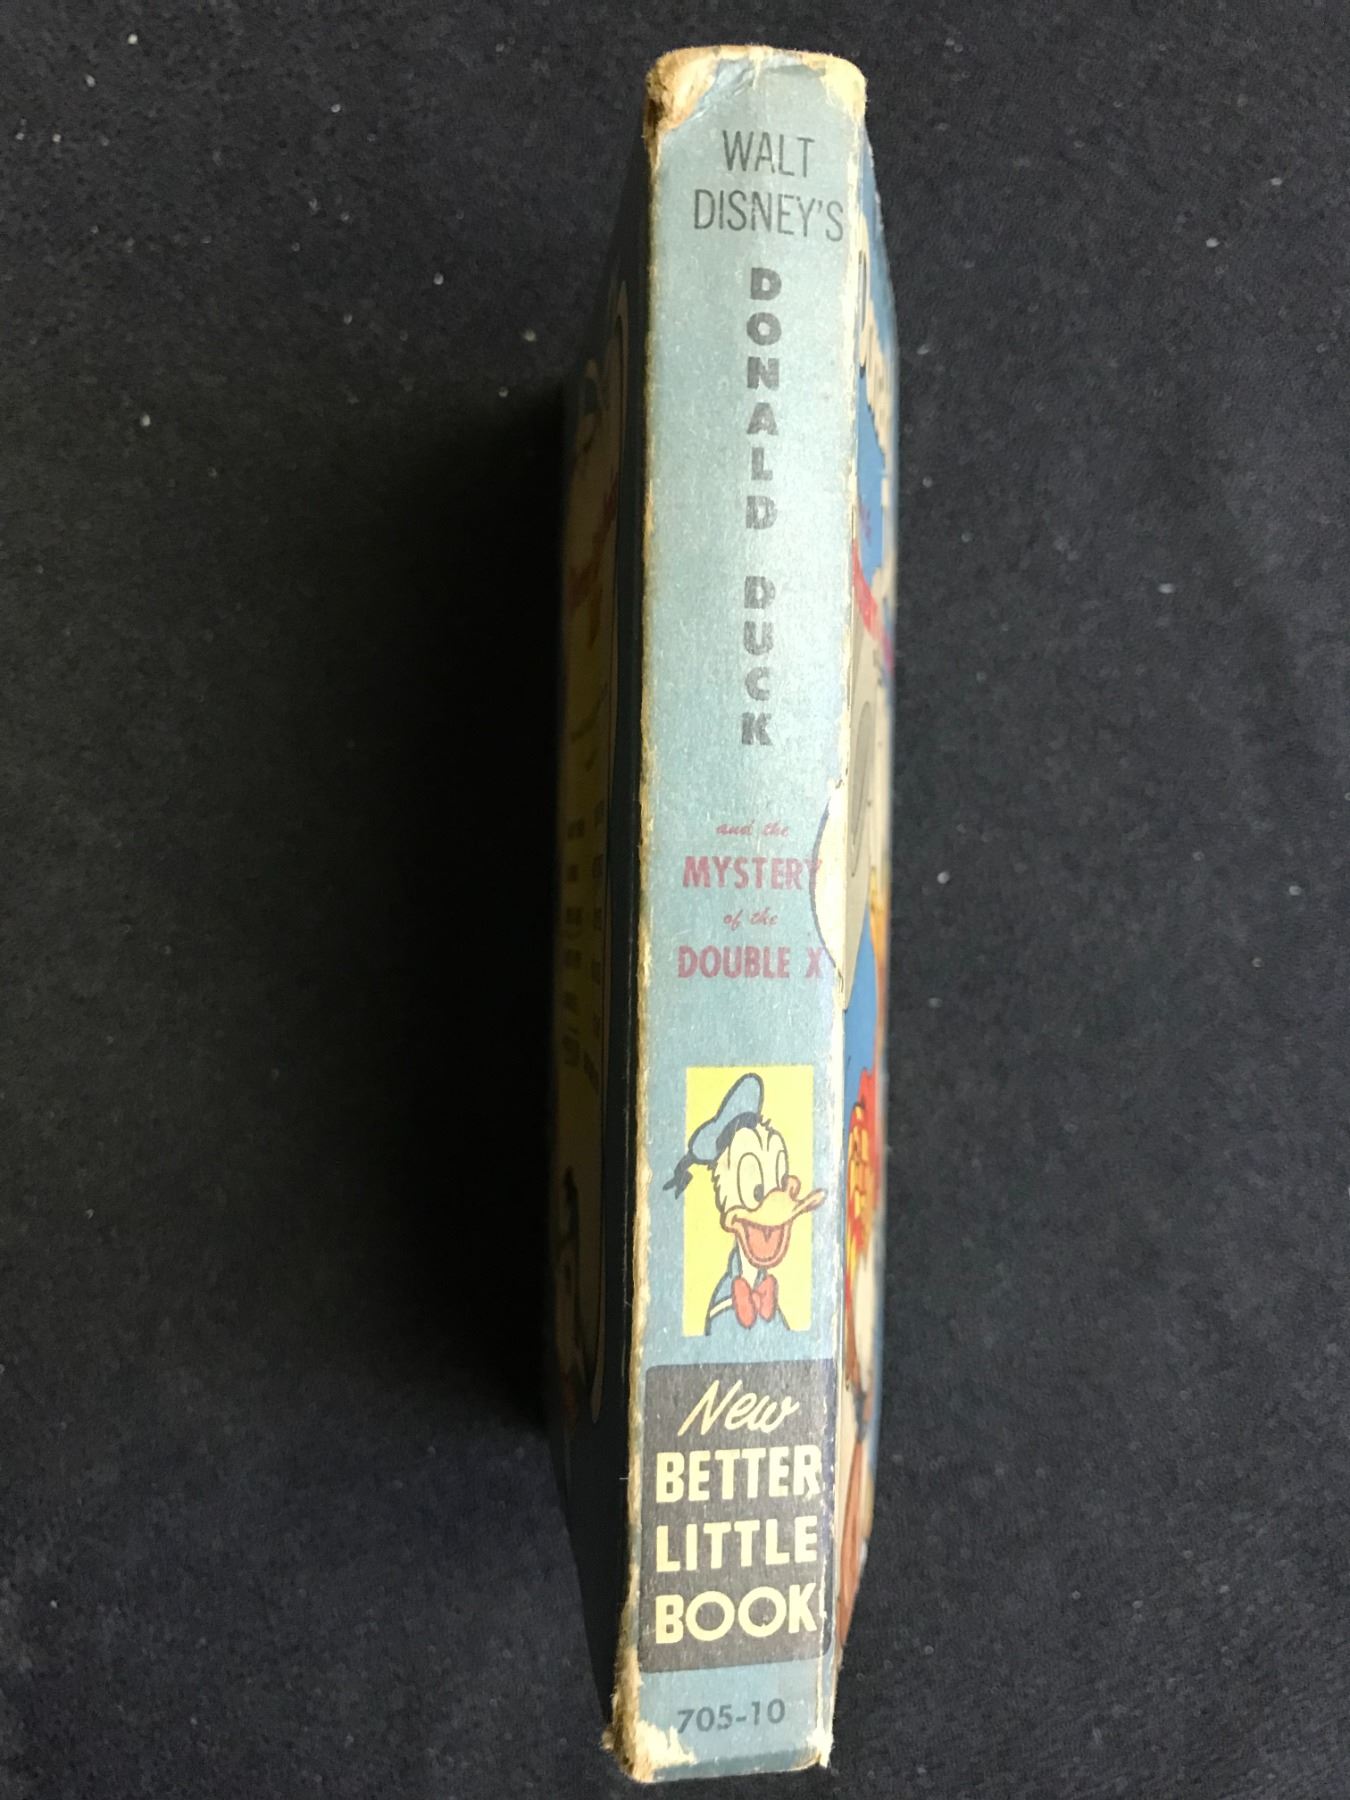 WALT
DISNEY'S
DONALD DUCK
and the
MYSTERY
of the
DOUBLE X
New
BETTER
LITTLE
BOOK
705-10